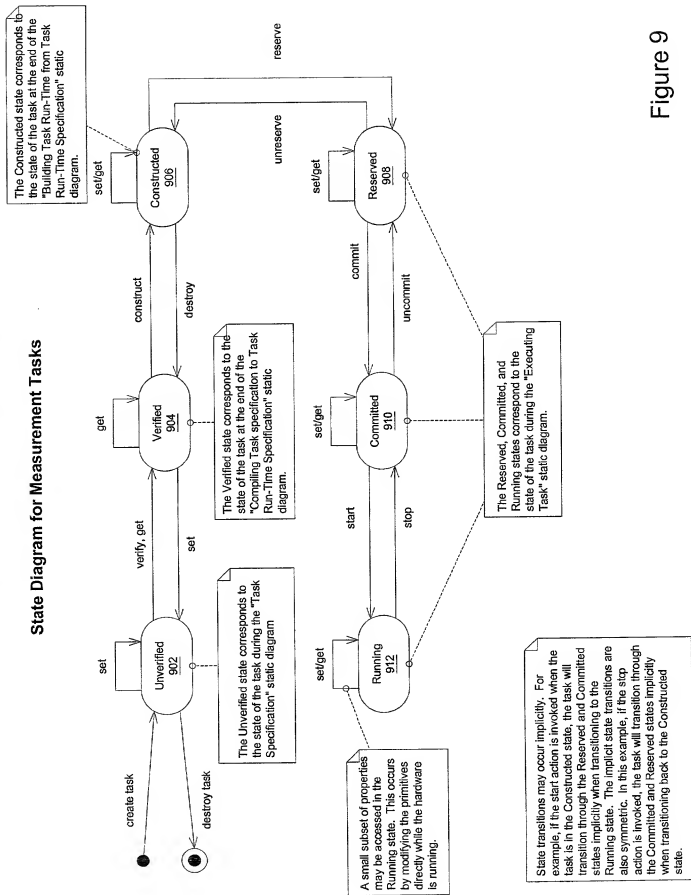 State Diagram for Measurement Tasks
create task
destroy task
set
Unverified
902
The Unverified state corresponds to
the state of the task during the "Task
Specification" static diagram
verify, get
set
get
Verified
904
The Verified state corresponds to the
state of the task at the end of the
"Compiling Task specification to Task
Run-Time Specification" static
diagram.
construct
destroy
The Constructed state corresponds to
the state of the task at the end of the
"Building Task Run-Time from Task
Run-Time Specification" static
diagram.
set/get
Constructed
906
reserve
unreserve
set/get
Reserved
908
commit
uncommit
set/get
Committed
910
start
stop
set/get
Running
912
A small subset of properties
may be accessed in the
Running state. This occurs
by modifying the primitives
directly while the hardware
is running.
The Reserved, Committed, and
Running states correspond to the
state of the task during the "Executing
Task" static diagram.
State transitions may occur implicitly. For
example, if the start action is invoked when the
task is in the Constructed state, the task will
transition through the Reserved and Committed
states implicitly when transitioning to the
Running state. The implicit state transitions are
also symmetric. In this example, if the stop
action is invoked, the task will transition through
the Committed and Reserved states implicitly
when transitioning back to the Constructed
state.
Figure 9